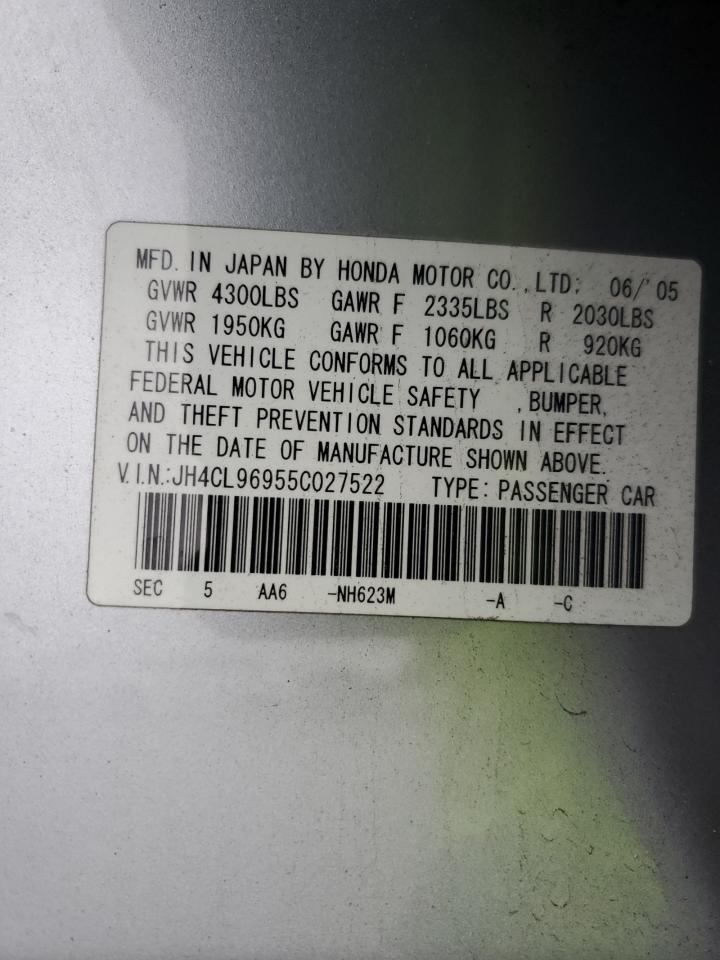 MFD. IN JAPAN BY HONDA MOTOR CO., LTD; 06/'05
GVWR 4300LBS GAWR F 2335LBS R 2030LBS
GVWR 1950KG GAWR F 1060KG R 920KG
THIS VEHICLE CONFORMS TO ALL APPLICABLE
FEDERAL MOTOR VEHICLE SAFETY , BUMPER,
AND THEFT PREVENTION STANDARDS IN EFFECT
ON THE DATE OF MANUFACTURE SHOWN ABOVE.
V.I.N.:JH4CL96955C027522 TYPE: PASSENGER CAR
SEC 5 AA6 -NH623M -A -C